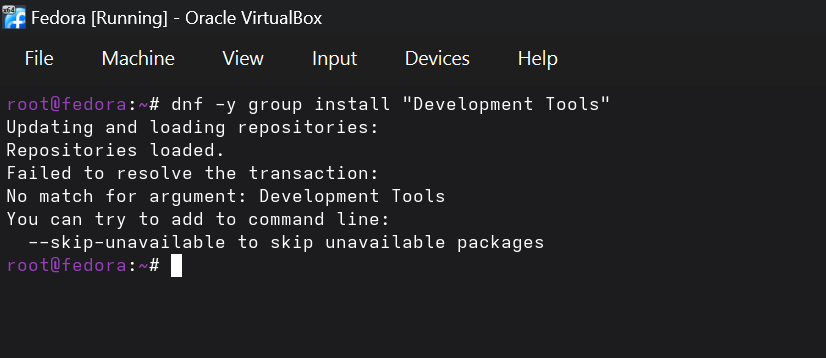 x64
Fedora [Running] - Oracle VirtualBox
File Machine View Input Devices Help
root@fedora:~# dnf -y group install "Development Tools"
Updating and loading repositories:
Repositories loaded.
Failed to resolve the transaction:
No match for argument: Development Tools
You can try to add to command line:
  --skip-unavailable to skip unavailable packages
root@fedora:~#